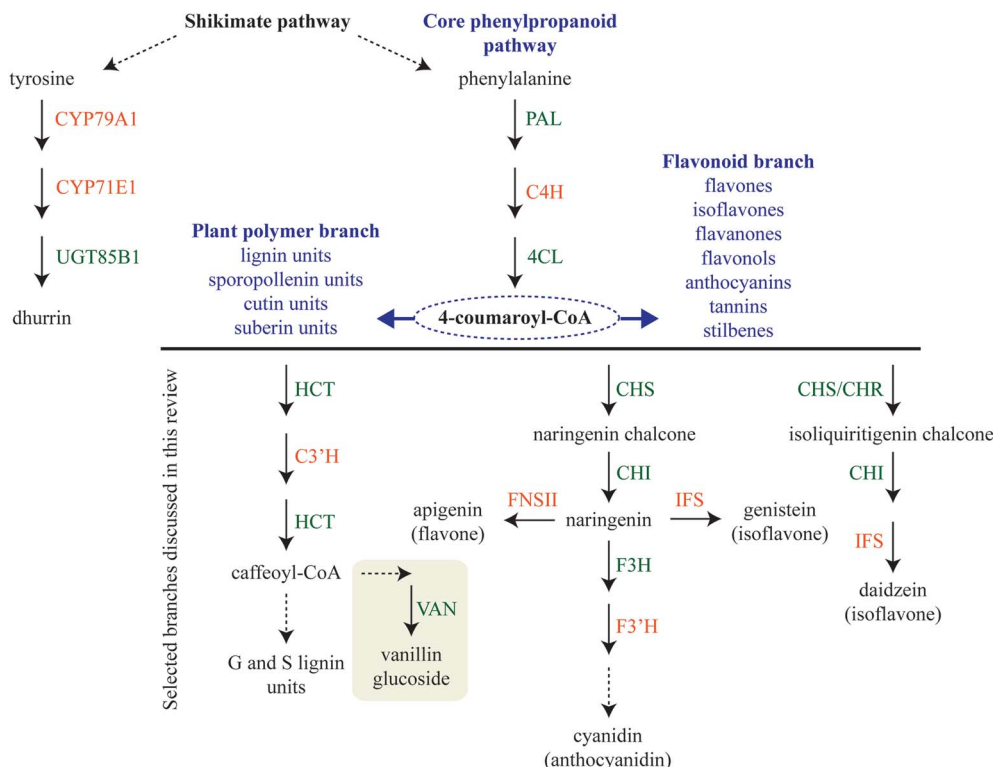 Shikimate pathway
Core phenylpropanoid
pathway
tyrosine
phenylalanine
CYP79A1
PAL
CYP71E1
C4H
UGT85B1
4CL
dhurrin
Plant polymer branch
lignin units
sporopollenin units
cutin units
suberin units
4-coumaroyl-CoA
Flavonoid branch
flavones
isoflavones
flavanones
flavonols
anthocyanins
tannins
stilbenes
Selected branches discussed in this review
HCT
C3’H
HCT
caffeoyl-CoA
G and S lignin
units
VAN
vanillin
glucoside
CHS
naringenin chalcone
CHI
FNSII
apigenin
(flavone)
naringenin
IFS
genistein
(isoflavone)
F3H
F3’H
cyanidin
(anthocyanidin)
CHS/CHR
isoliquiritigenin chalcone
CHI
IFS
daidzein
(isoflavone)